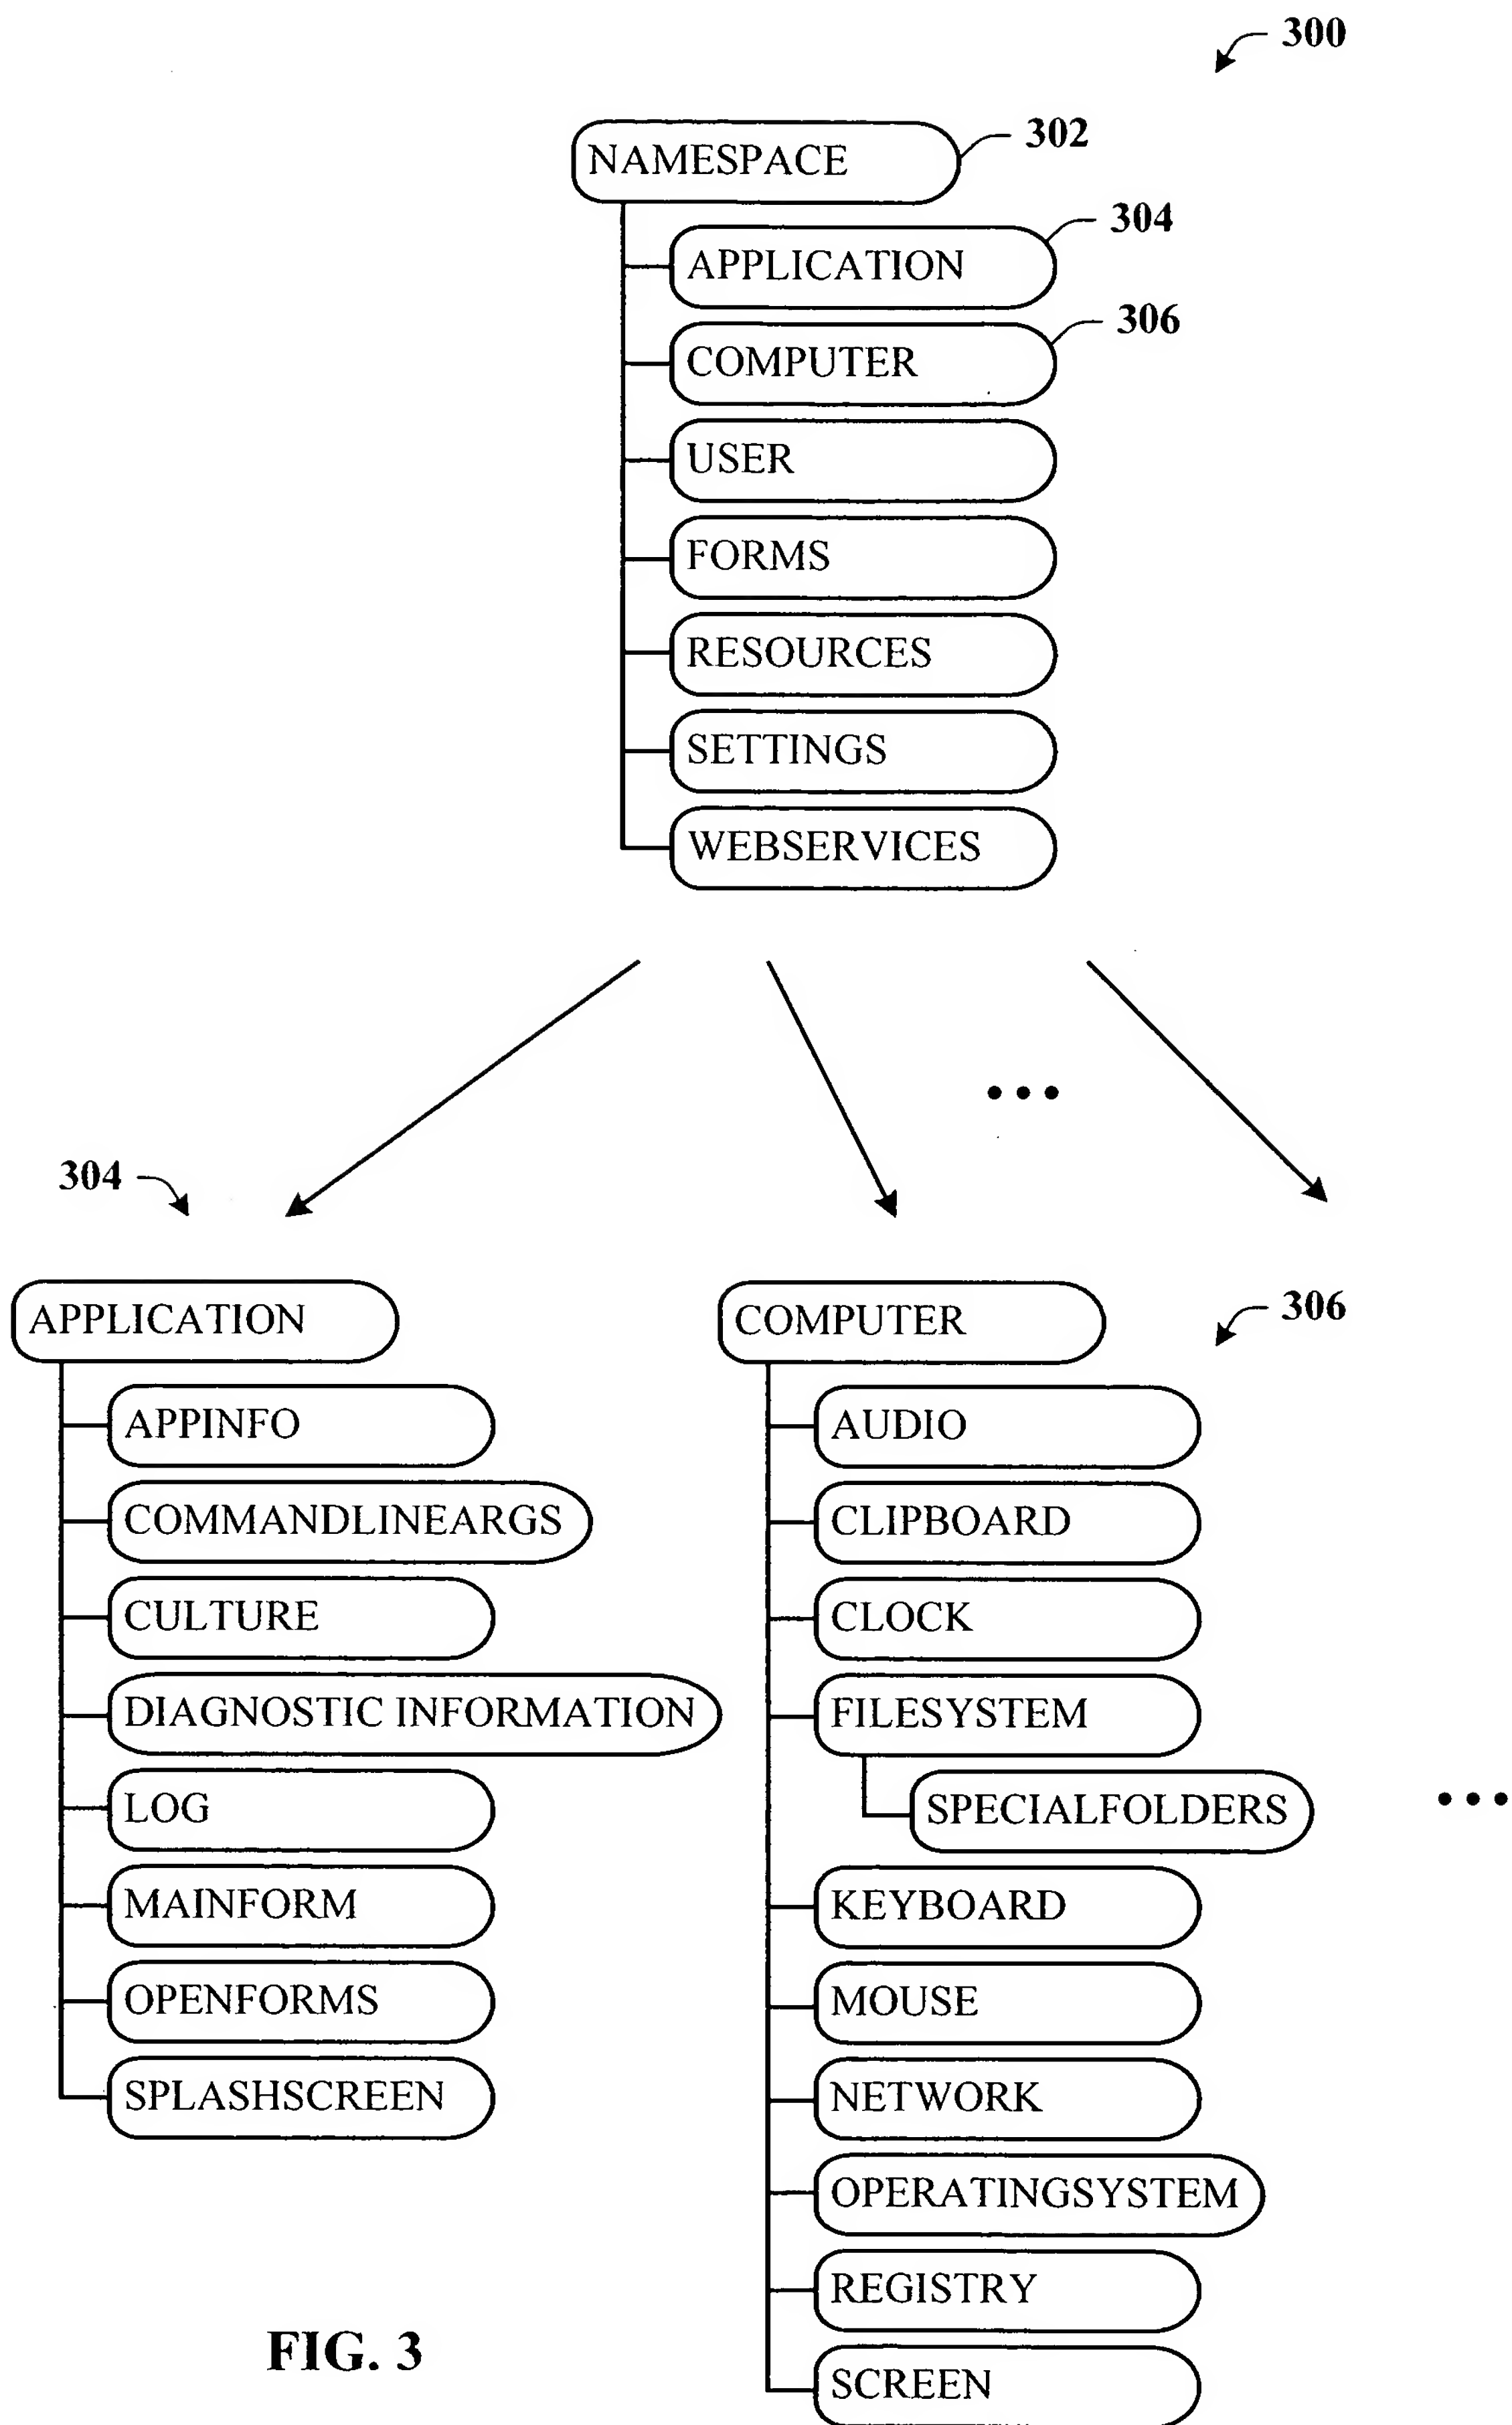 300
NAMESPACE
302
APPLICATION
304
COMPUTER
306
USER
FORMS
RESOURCES
SETTINGS
WEBSERVICES
304
APPLICATION
APPINFO
COMMANDLINEARGS
CULTURE
DIAGNOSTIC INFORMATION
LOG
MAINFORM
OPENFORMS
SPLASHSCREEN
COMPUTER
306
AUDIO
CLIPBOARD
CLOCK
FILESYSTEM
SPECIALFOLDERS
KEYBOARD
MOUSE
NETWORK
OPERATINGSYSTEM
REGISTRY
SCREEN
FIG. 3